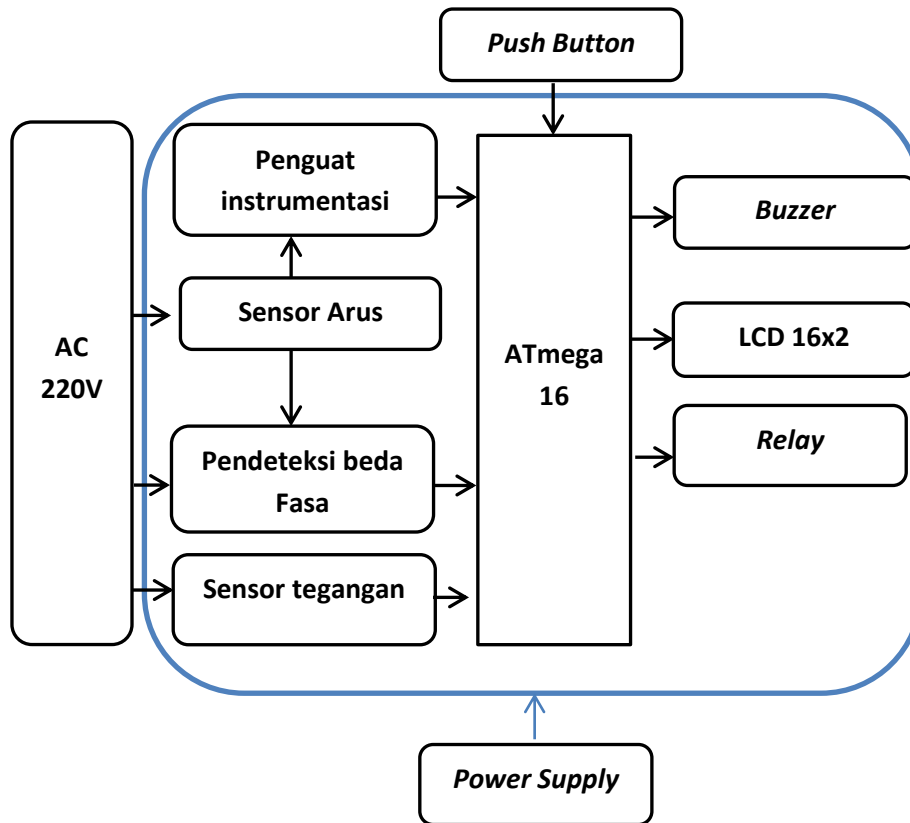 Push Button
Penguat
instrumentasi
Buzzer
Sensor Arus
AC
220V
ATmega
16
LCD 16x2
Relay
Pendeteksi beda
Fasa
Sensor tegangan
Power Supply